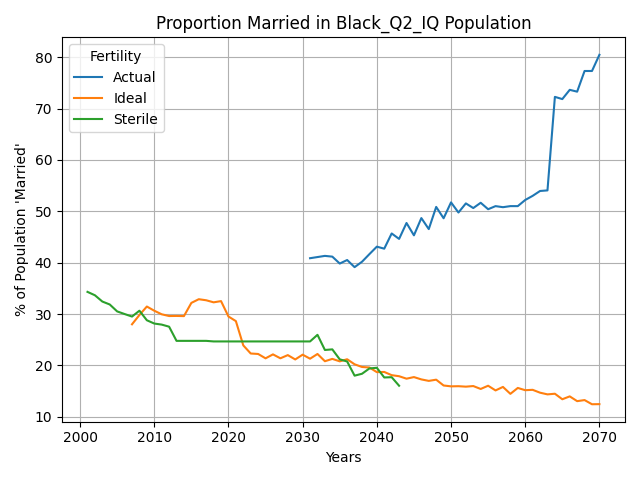 Proportion Married in Black_Q2_IQ Population
Fertility
Actual
Ideal
Sterile
% of Population 'Married'
80
70
60
50
40
30
20
10
2000 2010 2020 2030 2040 2050 2060 2070
Years